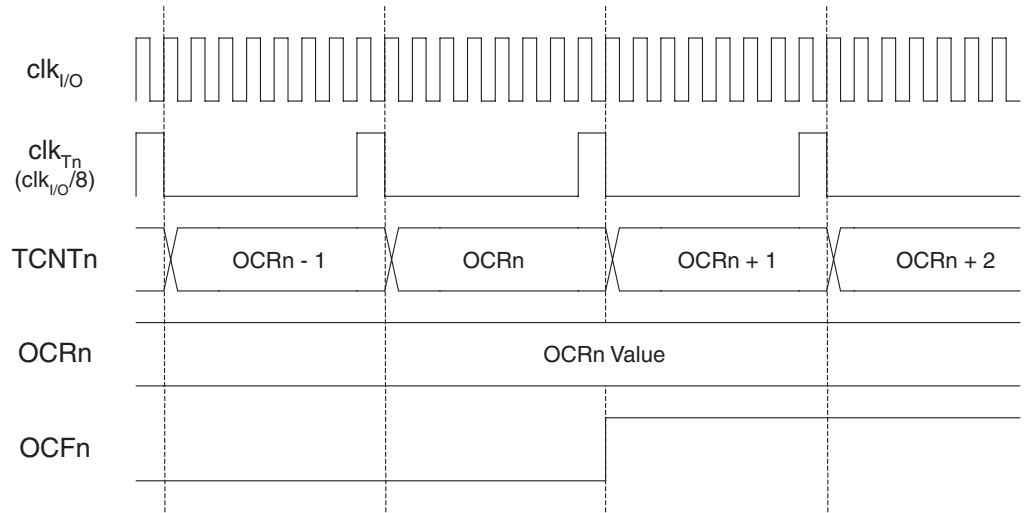 clkI/O
clkTn
(clkI/O/8)
TCNTn
OCRn - 1
OCRn
OCRn + 1
OCRn + 2
OCRn
OCRn Value
OCFn